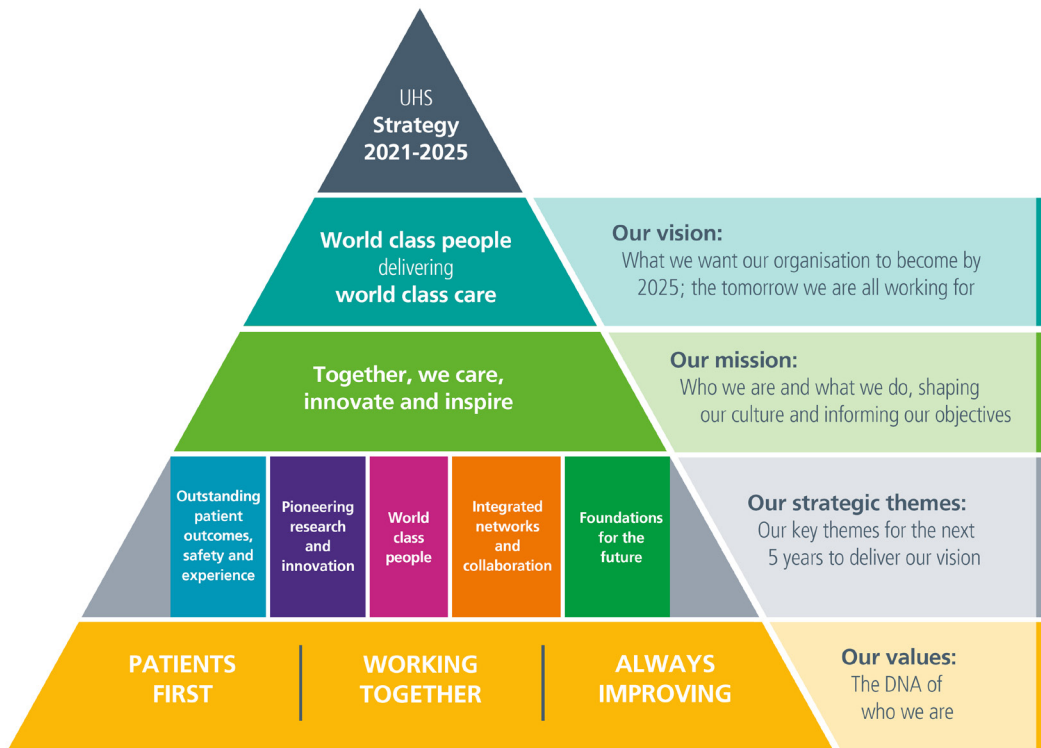 UHS
Strategy
2021-2025
World class people
delivering
world class care
Our vision:
What we want our organisation to become by
2025; the tomorrow we are all working for
Together, we care,
innovate and inspire
Our mission:
Who we are and what we do, shaping
our culture and informing our objectives
Outstanding
patient
outcomes,
safety and
experience
Pioneering
research
and
innovation
World
class
people
Integrated
networks
and
collaboration
Foundations
for the
future
Our strategic themes:
Our key themes for the next
5 years to deliver our vision
PATIENTS
FIRST
WORKING
TOGETHER
ALWAYS
IMPROVING
Our values:
The DNA of
who we are